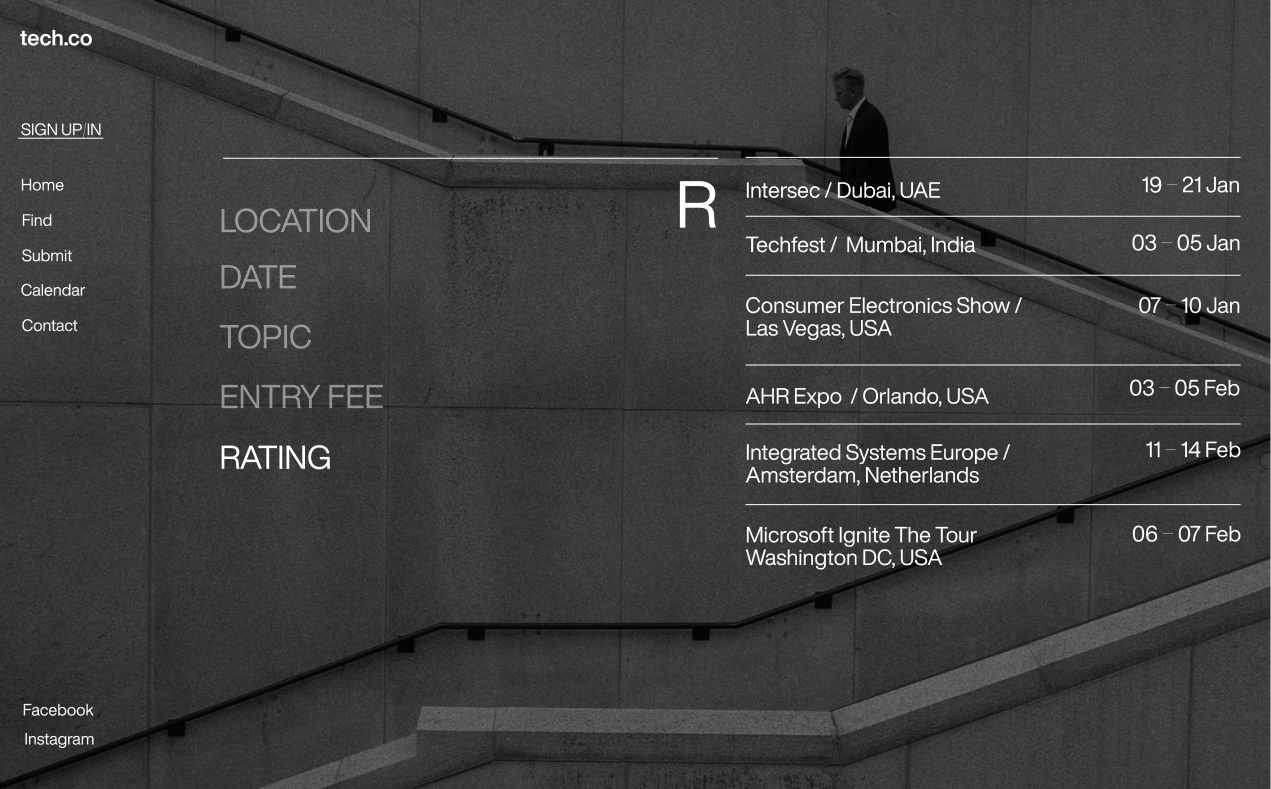 tech.co
SIGN UP/IN
Home
Find
Submit
Calendar
Contact
LOCATION
DATE
TOPIC
ENTRY FEE
RATING
R
Intersec / Dubai, UAE
19 – 21 Jan
Techfest / Mumbai, India
03 – 05 Jan
Consumer Electronics Show /
Las Vegas, USA
07 – 10 Jan
AHR Expo / Orlando, USA
03 – 05 Feb
Integrated Systems Europe /
Amsterdam, Netherlands
11 – 14 Feb
Microsoft Ignite The Tour
Washington DC, USA
06 – 07 Feb
Facebook
Instagram